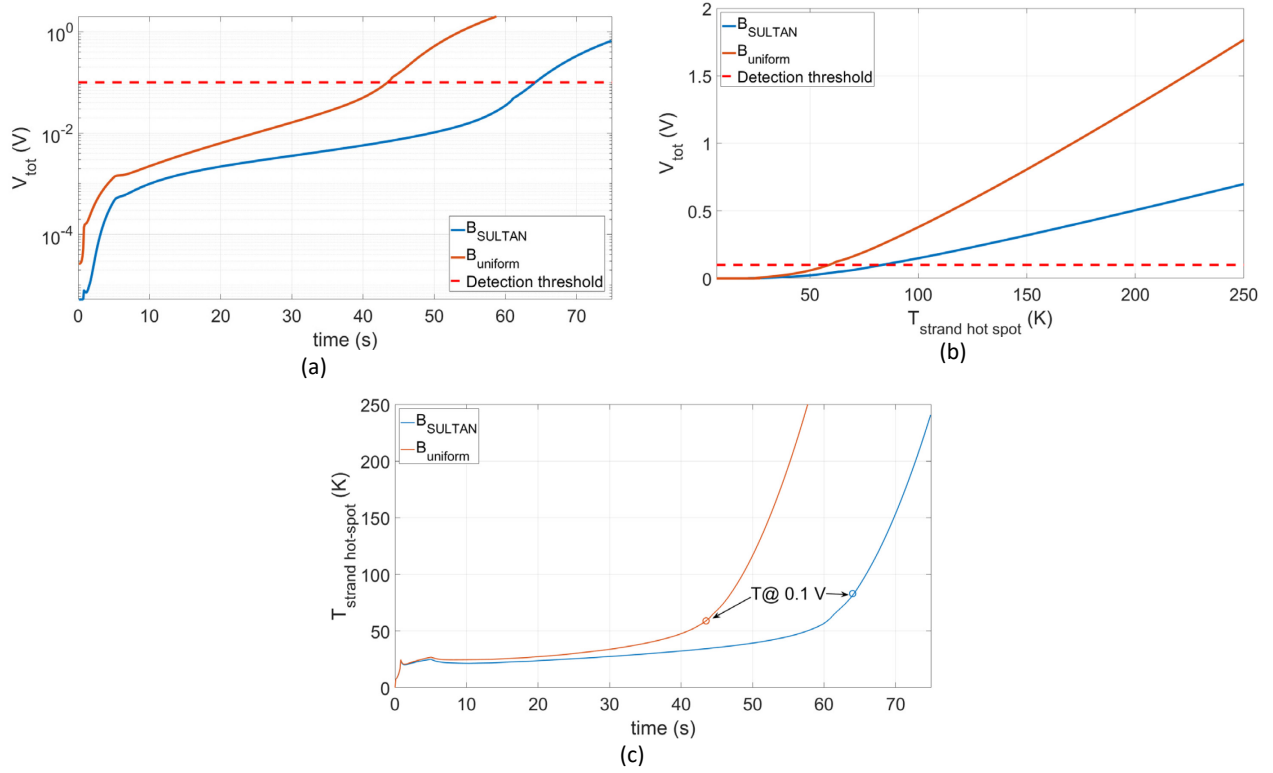 10^0
10^-2
10^-4
V_tot (V)
B_SULTAN
B_uniform
Detection threshold
0 10 20 30 40 50 60 70
time (s)
(a)
2
1.5
1
0.5
0
V_tot (V)
B_SULTAN
B_uniform
Detection threshold
50 100 150 200 250
T_strand hot spot (K)
(b)
250
200
150
100
50
0
T_strand hot-spot (K)
B_SULTAN
B_uniform
T@ 0.1 V
0 10 20 30 40 50 60 70
time (s)
(c)